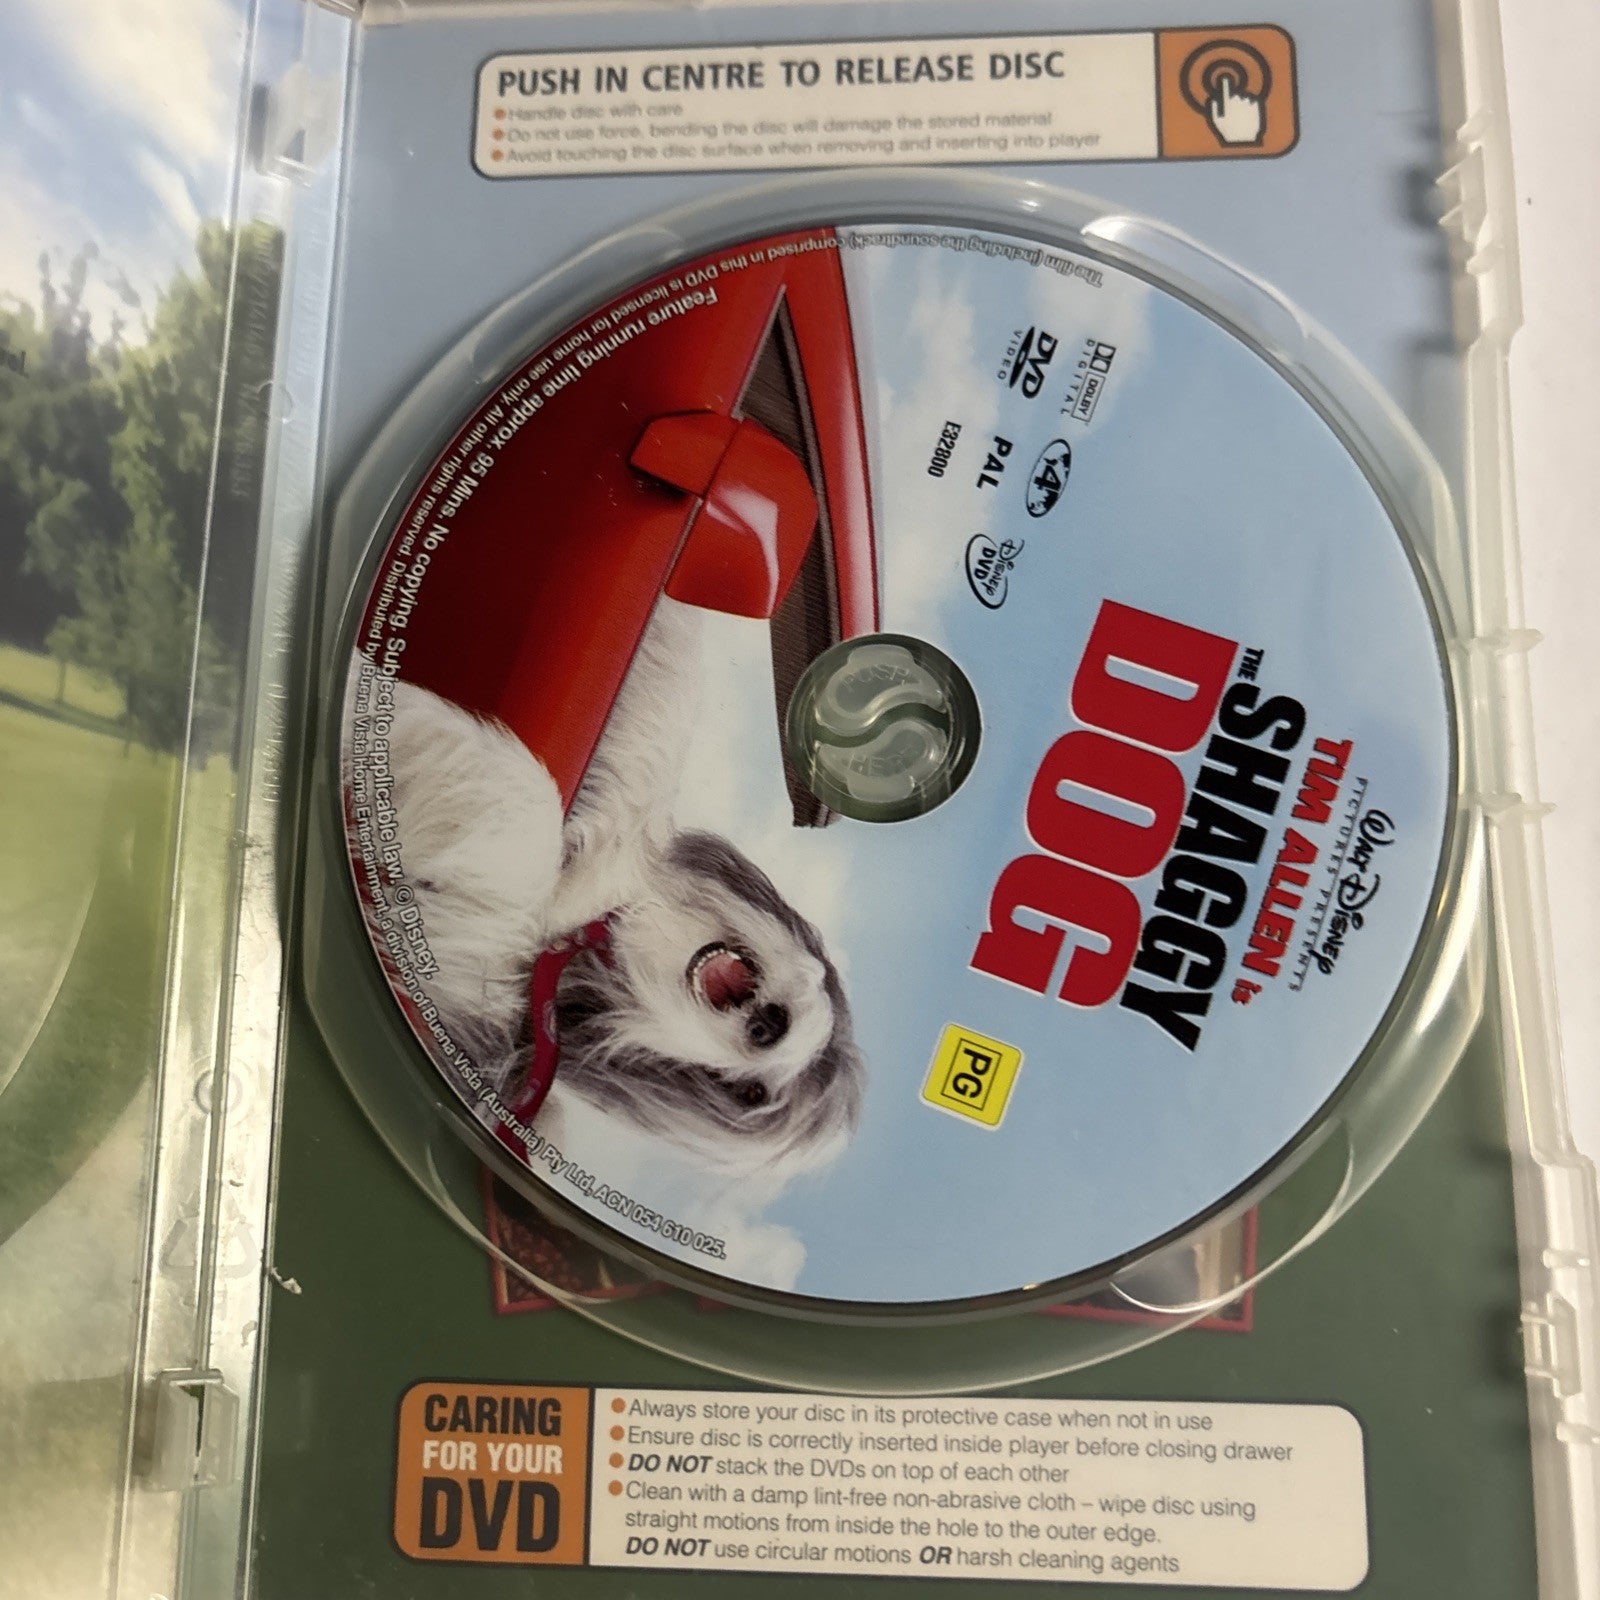 PUSH IN CENTRE TO RELEASE DISC
Handle disc with care
Do not use force, bending the disc will damage the stored material
Avoid touching the disc surface when removing and inserting into player
WALT DISNEY
PICTURES PRESENTS
TIM ALLEN is
THE SHAGGY
DOG
DOLBY
DIGITAL
DVD
VIDEO
4
PAL
DISNEY
DVD
E82800
PG
Feature running time approx. 95 Mins. No copying. Subject to applicable law. © Disney.
The film (including the soundtrack) comprised in this DVD is licensed for home use only. All other rights reserved. Distributed by Buena Vista Home Entertainment, a division of Buena Vista (Australia) Pty Ltd, ACN 054 610 025.
PUSH
HERE
CARING
FOR YOUR
DVD
Always store your disc in its protective case when not in use
Ensure disc is correctly inserted inside player before closing drawer
DO NOT stack the DVDs on top of each other
Clean with a damp lint-free non-abrasive cloth – wipe disc using
straight motions from inside the hole to the outer edge.
DO NOT use circular motions OR harsh cleaning agents